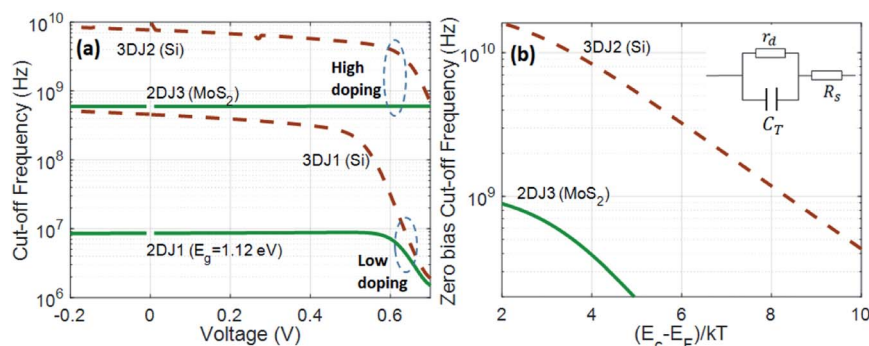 (a)
3DJ2 (Si)
High
doping
2DJ3 (MoS2)
3DJ1 (Si)
2DJ1 (Eg=1.12 eV)
Low
doping
Cut-off Frequency (Hz)
10^10
10^9
10^8
10^7
10^6
-0.2
0
0.2
0.4
0.6
Voltage (V)
(b)
3DJ2 (Si)
rd
CT
Rs
2DJ3 (MoS2)
Zero bias Cut-off Frequency (Hz)
10^10
10^9
2
4
6
8
10
(Ec-EF)/kT